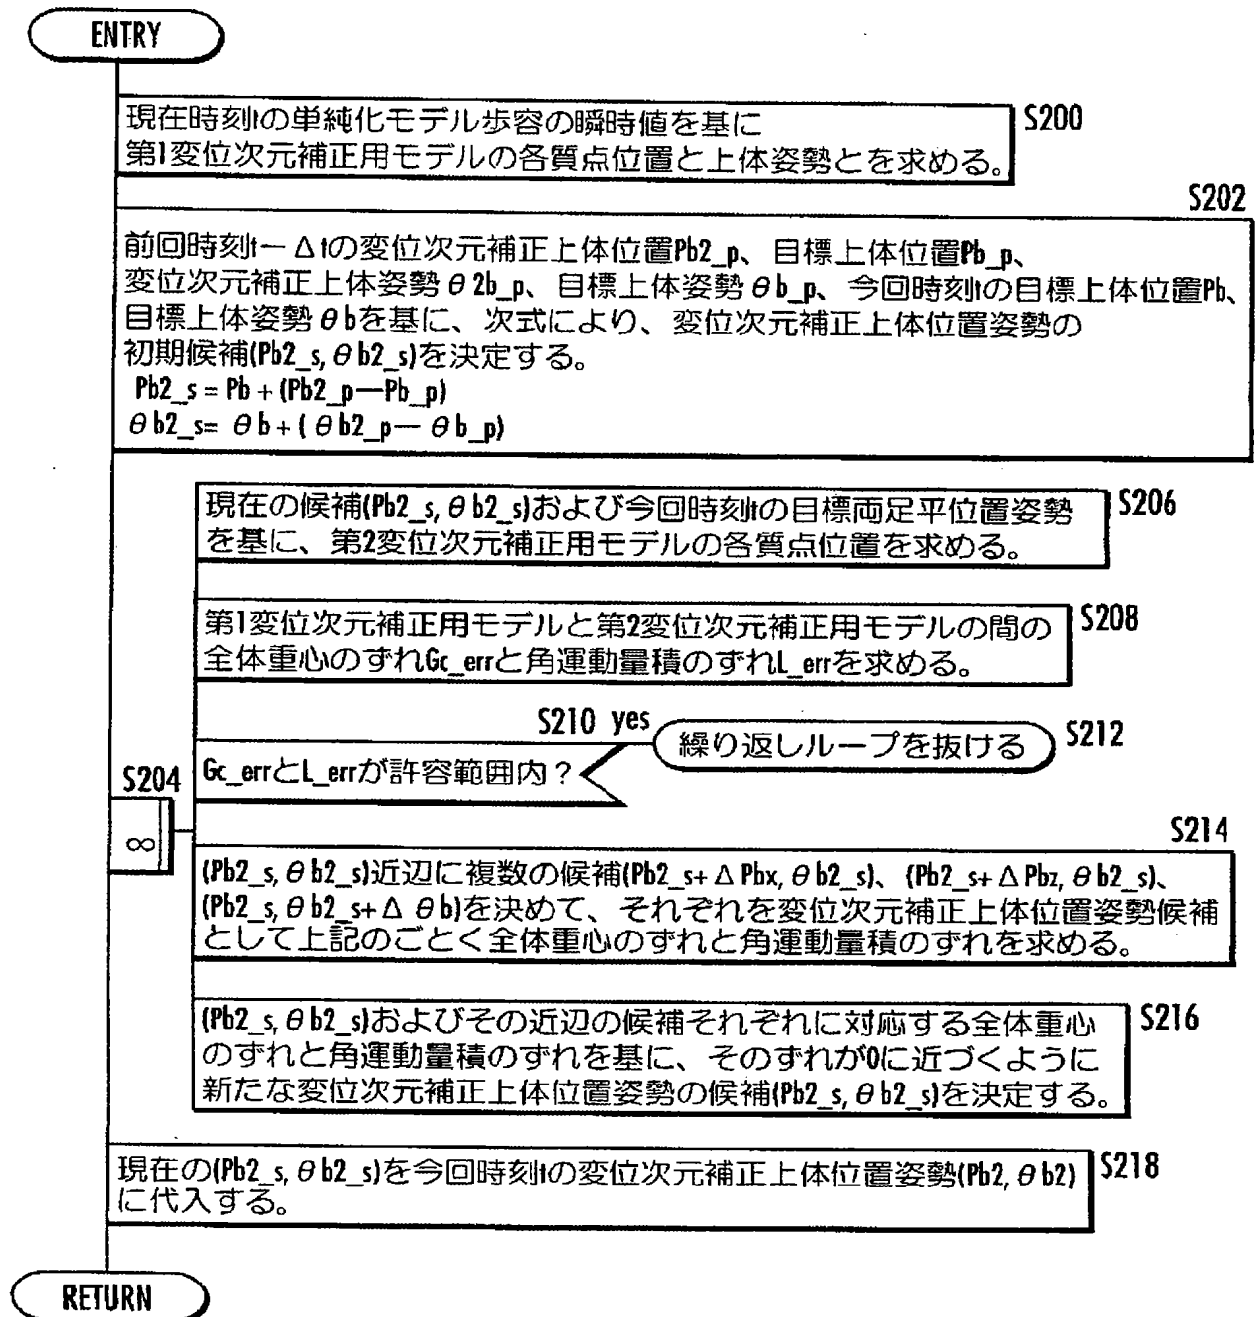 ENTRY
現在時刻tの単純化モデル歩容の瞬時値を基に
第1変位次元補正用モデルの各質点位置と上体姿勢とを求める。
S200
S202
前回時刻t−Δtの変位次元補正上体位置Pb2_p、目標上体位置Pb_p、
変位次元補正上体姿勢θ2b_p、目標上体姿勢θb_p、今回時刻tの目標上体位置Pb、
目標上体姿勢θbを基に、次式により、変位次元補正上体位置姿勢の
初期候補(Pb2_s,θb2_s)を決定する。
Pb2_s = Pb + (Pb2_p−Pb_p)
θb2_s= θb + ( θb2_p− θb_p)
現在の候補(Pb2_s,θb2_s)および今回時刻tの目標両足平位置姿勢
を基に、第2変位次元補正用モデルの各質点位置を求める。
S206
第1変位次元補正用モデルと第2変位次元補正用モデルの間の
全体重心のずれGc_errと角運動量積のずれL_errを求める。
S208
S210 yes
繰り返しループを抜ける
S212
Gc_errとL_errが許容範囲内？
S204
∞
S214
(Pb2_s,θb2_s)近辺に複数の候補(Pb2_s+ΔPbx,θb2_s)、(Pb2_s+ΔPbz,θb2_s)、
(Pb2_s,θb2_s+Δθb)を決めて、それぞれを変位次元補正上体位置姿勢候補
として上記のごとく全体重心のずれと角運動量積のずれを求める。
(Pb2_s,θb2_s)およびその近辺の候補それぞれに対応する全体重心
のずれと角運動量積のずれを基に、そのずれが0に近づくように
新たな変位次元補正上体位置姿勢の候補(Pb2_s,θb2_s)を決定する。
S216
現在の(Pb2_s,θb2_s)を今回時刻tの変位次元補正上体位置姿勢(Pb2,θb2)
に代入する。
S218
RETURN